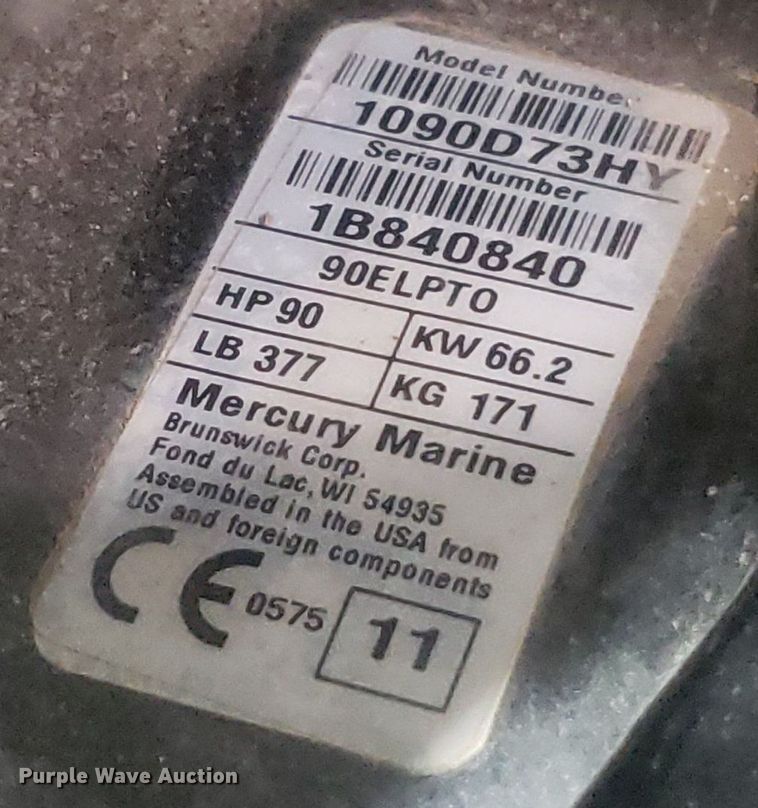 Model Number
1090D73HY
Serial Number
1B840840
90ELPTO
HP 90 KW 66.2
LB 377 KG 171
Mercury Marine
Brunswick Corp.
Fond du Lac, WI 54935
Assembled in the USA from
US and foreign components
CE 0575 11
Purple Wave Auction